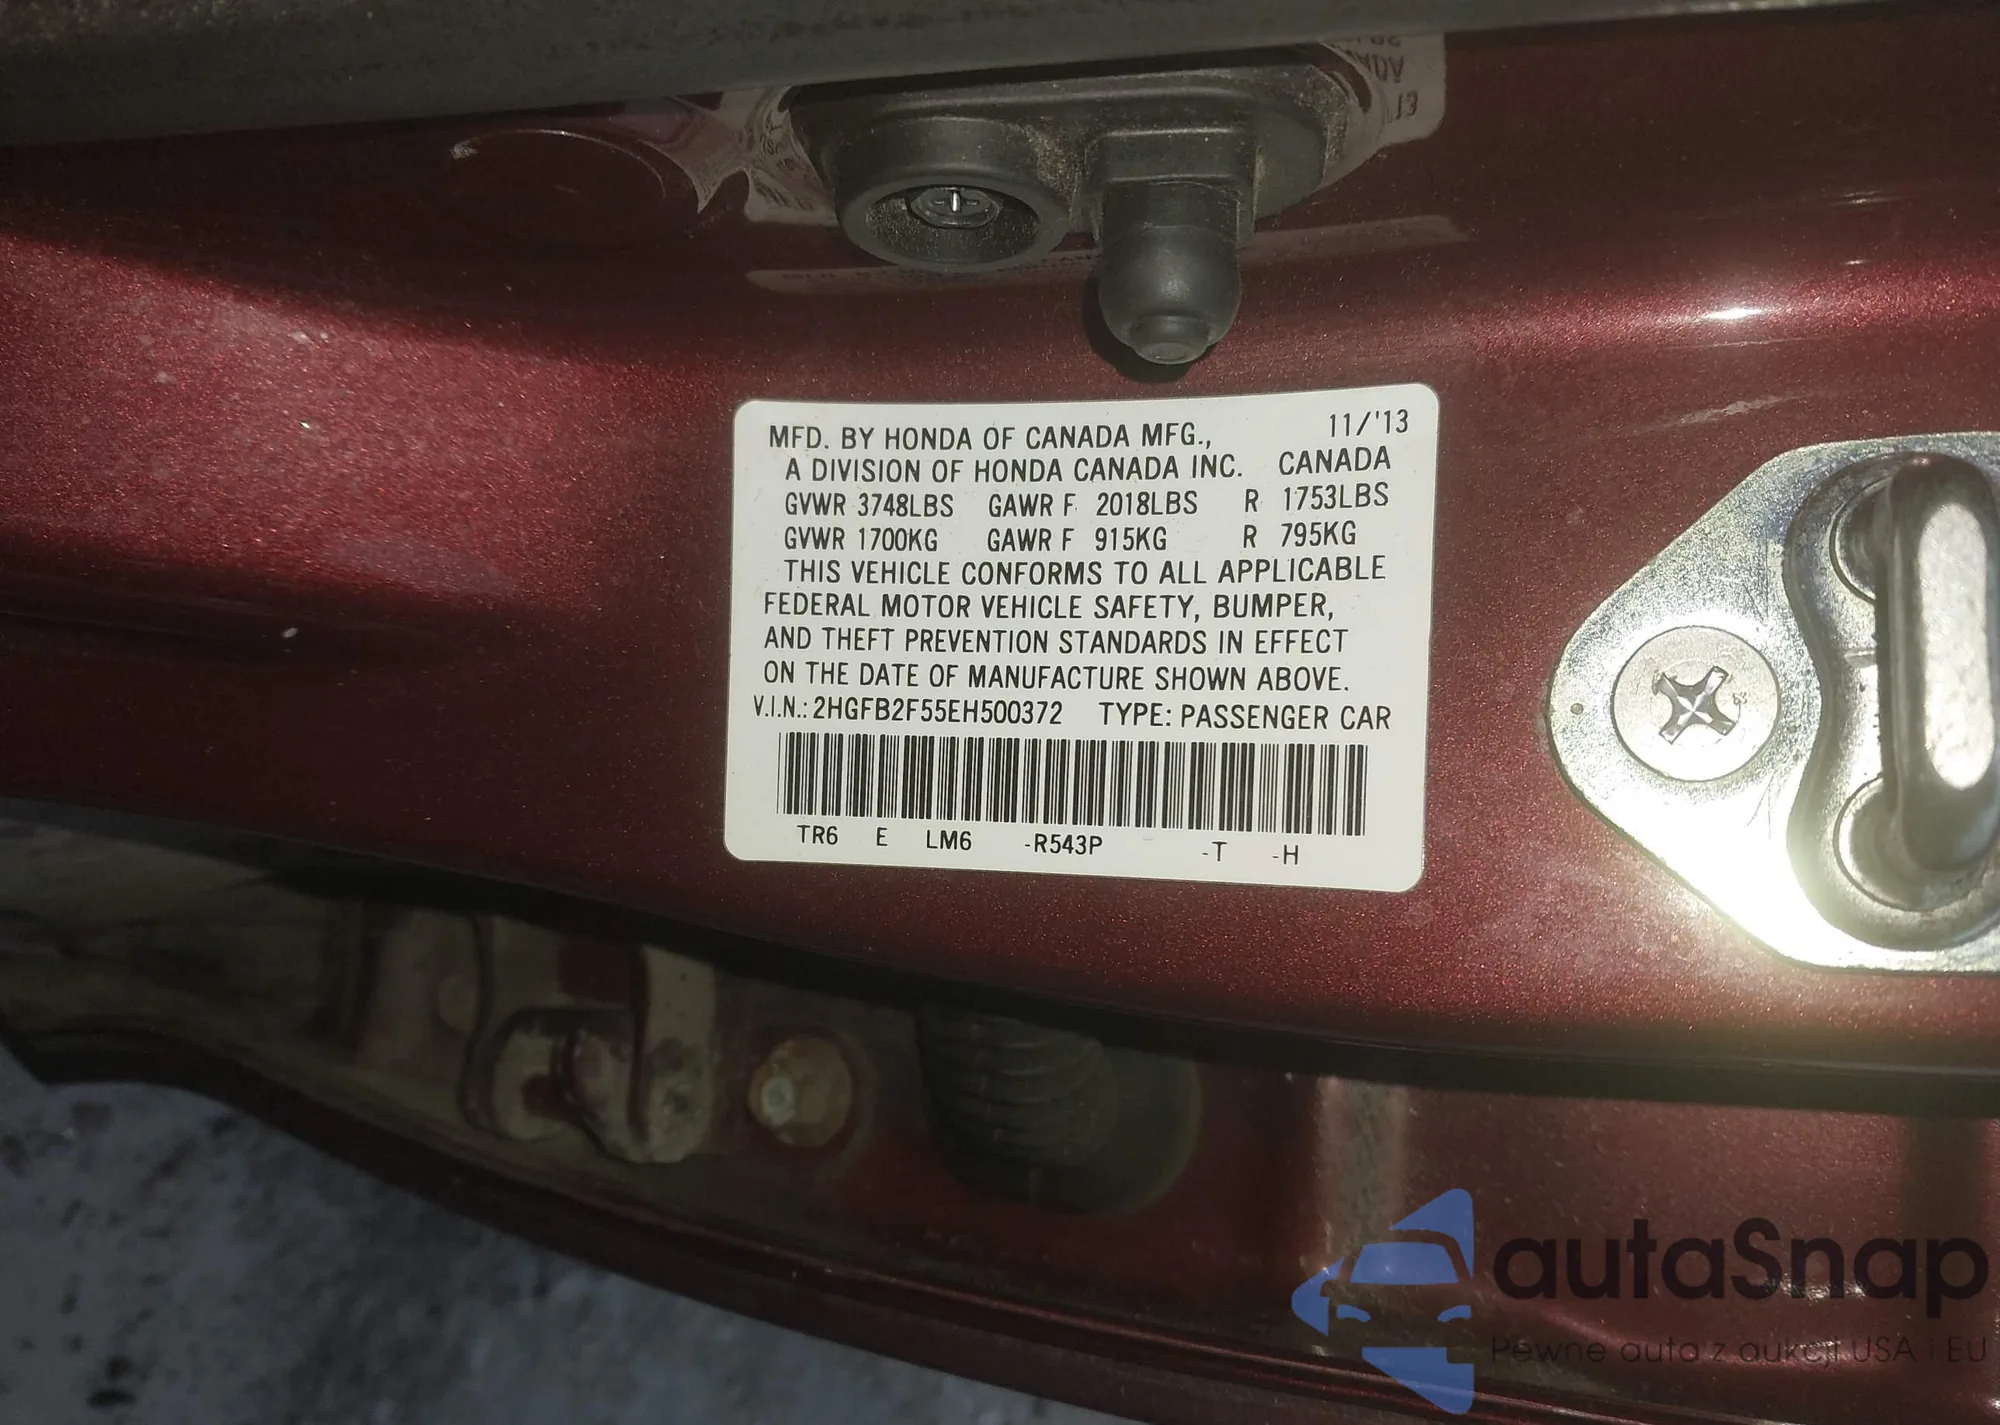 MFD. BY HONDA OF CANADA MFG., 11/'13
A DIVISION OF HONDA CANADA INC. CANADA
GVWR 3748LBS GAWR F 2018LBS R 1753LBS
GVWR 1700KG GAWR F 915KG R 795KG
THIS VEHICLE CONFORMS TO ALL APPLICABLE
FEDERAL MOTOR VEHICLE SAFETY, BUMPER,
AND THEFT PREVENTION STANDARDS IN EFFECT
ON THE DATE OF MANUFACTURE SHOWN ABOVE.
V.I.N.: 2HGFB2F55EH500372 TYPE: PASSENGER CAR
TR6 E LM6 -R543P -T -H
autoSnap
Pewne auta z aukcji USA i EU